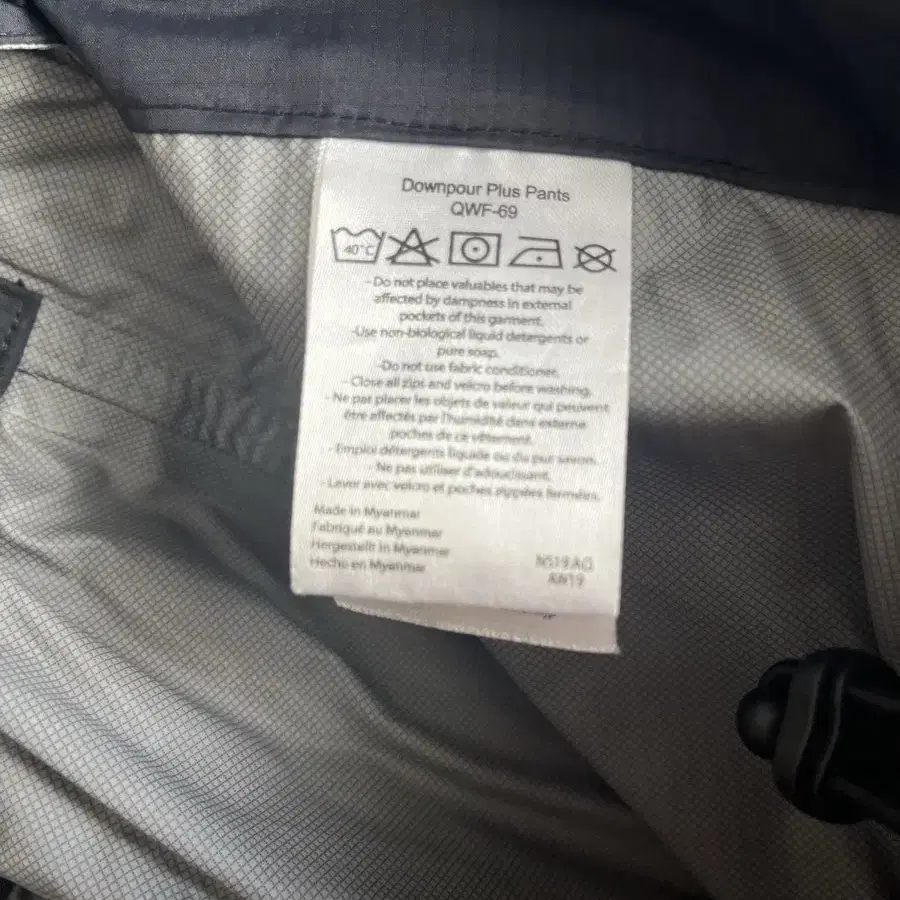 Downpour Plus Pants
QWF-69
40°C
-Do not place valuables that may be
affected by dampness in external
pockets of this garment.
-Use non-biological liquid detergents or
pure soap.
-Do not use fabric conditioner.
-Close all zips and velcro before washing.
-Ne pas placer les objets de valeur qui peuvent
être affectés par l'humidité dans externe
poches de ce vêtement.
-Emploi détergents liquide ou du pur savon.
-Ne pas utiliser d'adoucissant.
-Laver avec velcro et poches zippées fermées.
Made in Myanmar
Fabriqué au Myanmar
Hergestellt in Myanmar
Hecho en Myanmar
AW19